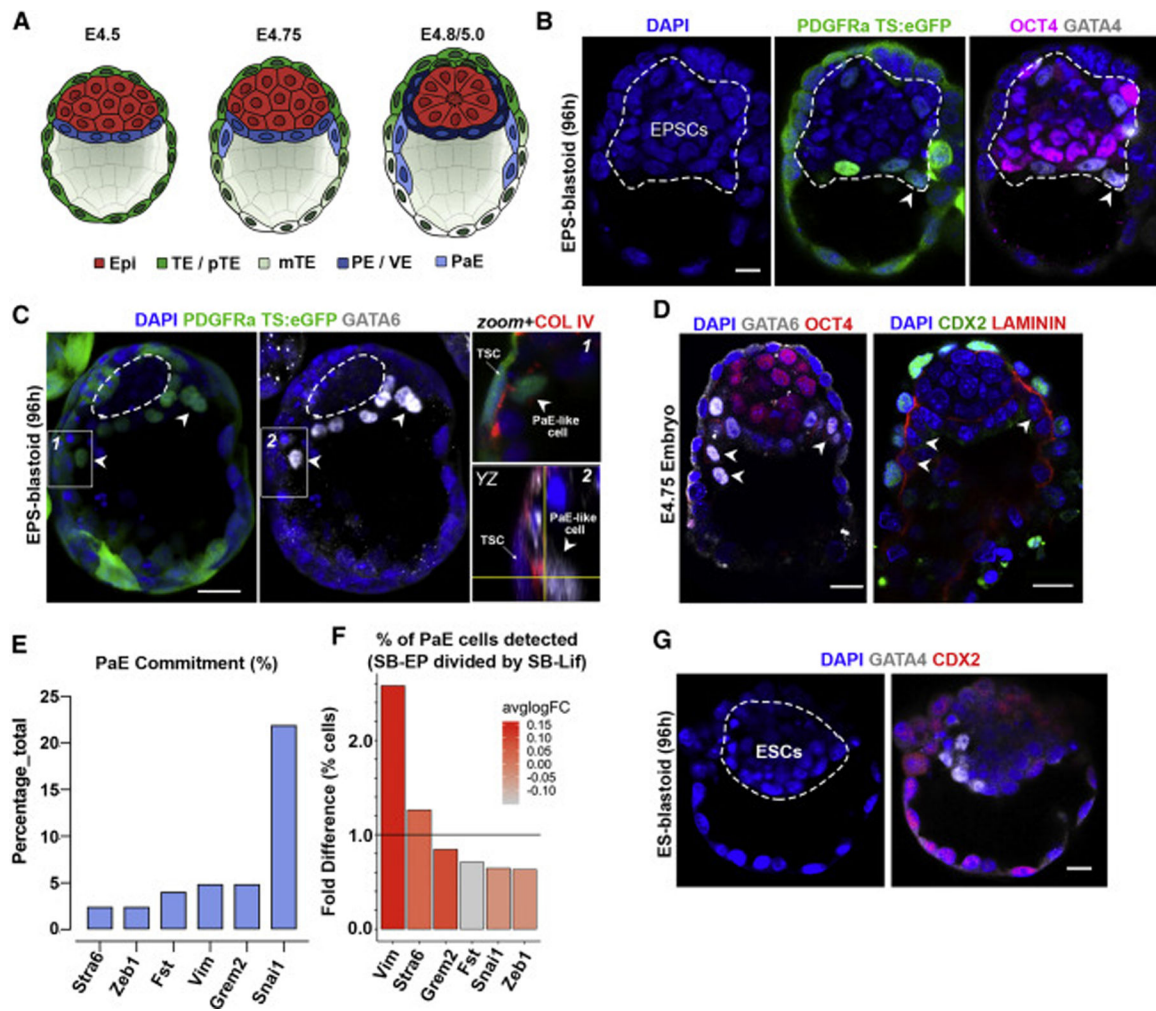 A
E4.5 E4.75 E4.8/5.0
Epi TE / pTE mTE PE / VE PaE
B
DAPI PDGFRa TS:eGFP OCT4 GATA4
EPS-blastoid (96h)
EPSCs
C
DAPI PDGFRa TS:eGFP GATA6 zoom+COL IV
EPS-blastoid (96h)
1
2
TSC
1
PaE-like
cell
YZ
2
PaE-like
cell
TSC
D
DAPI GATA6 OCT4 DAPI CDX2 LAMININ
E4.75 Embryo
E
PaE Commitment (%)
Percentage_total
25
20
15
10
5
0
Stra6 Zeb1 Fst Vim Grem2 Snai1
F
% of PaE cells detected
(SB-EP divided by SB-Lif)
Fold Difference (% cells)
2.0
1.0
0.0
avglogFC
0.15
0.10
0.05
0.00
-0.05
-0.10
Vim Stra6 Grem2 Fst Snai1 Zeb1
G
DAPI GATA4 CDX2
ES-blastoid (96h)
ESCs